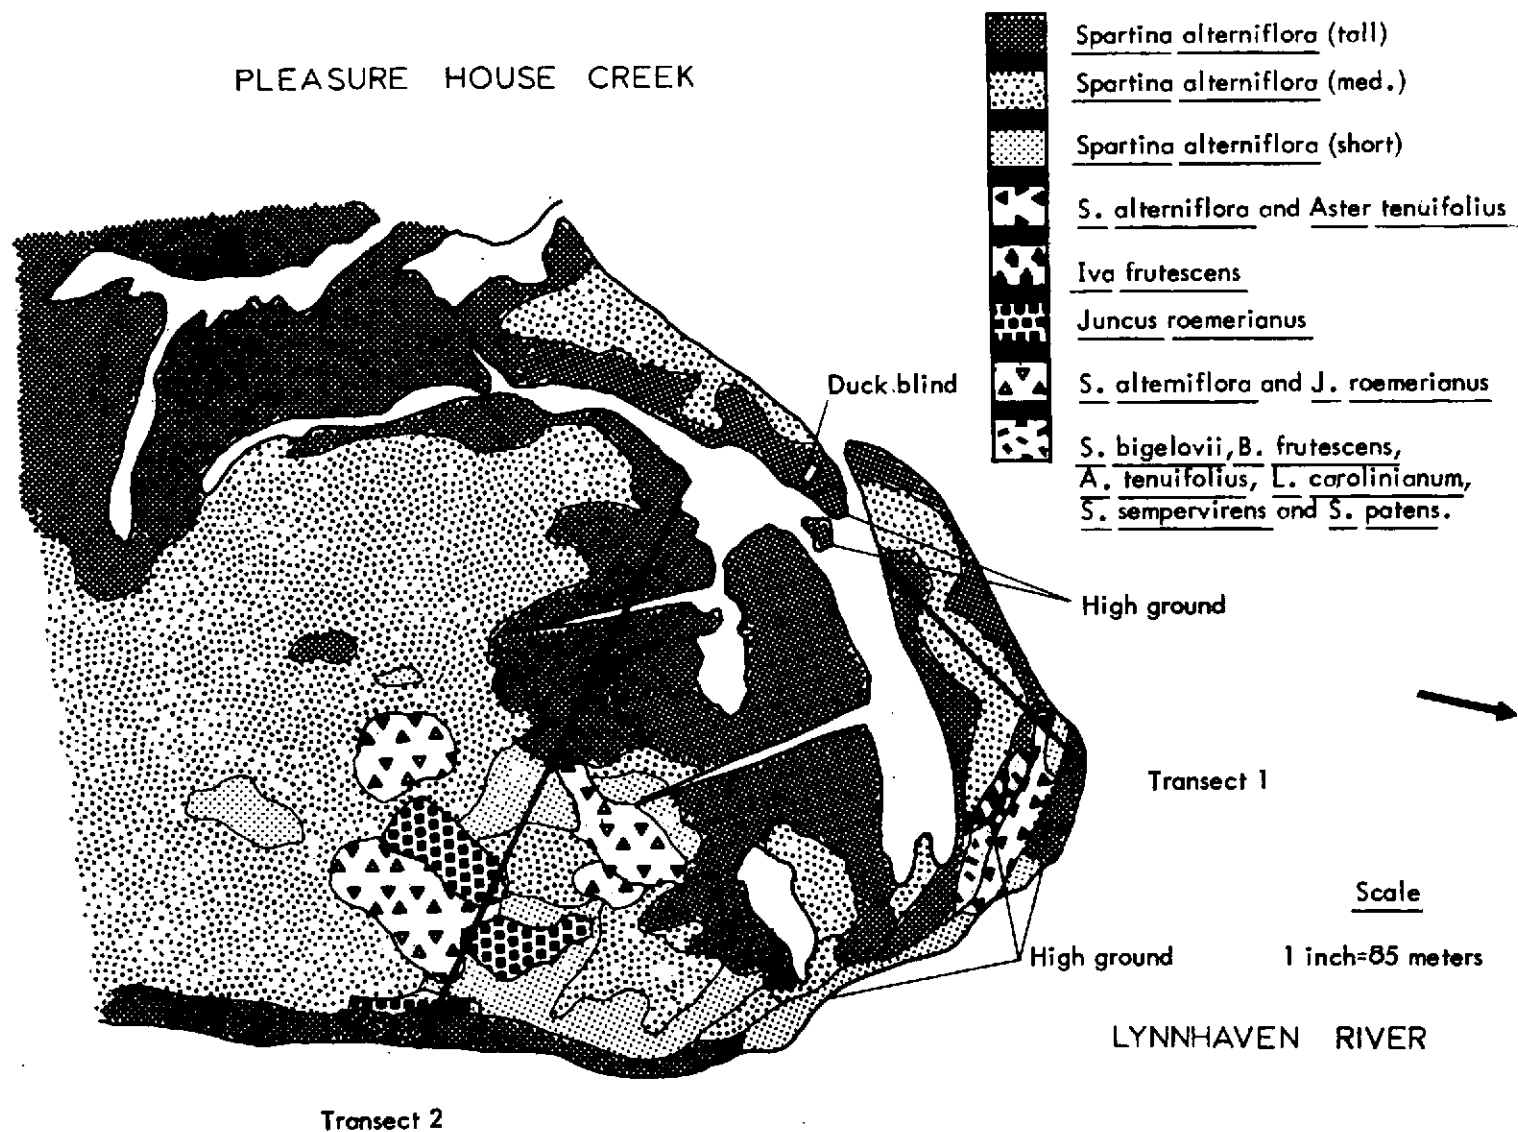 PLEASURE HOUSE CREEK
Spartina alterniflora (tall)
Spartina alterniflora (med.)
Spartina alterniflora (short)
S. alterniflora and Aster tenuifolius
Iva frutescens
Juncus roemerianus
S. alterniflora and J. roemerianus
S. bigelovii, B. frutescens,
A. tenuifolius, L. carolinianum,
S. sempervirens and S. patens.
Duck blind
High ground
Transect 1
Scale
High ground
1 inch=85 meters
LYNNHAVEN RIVER
Transect 2